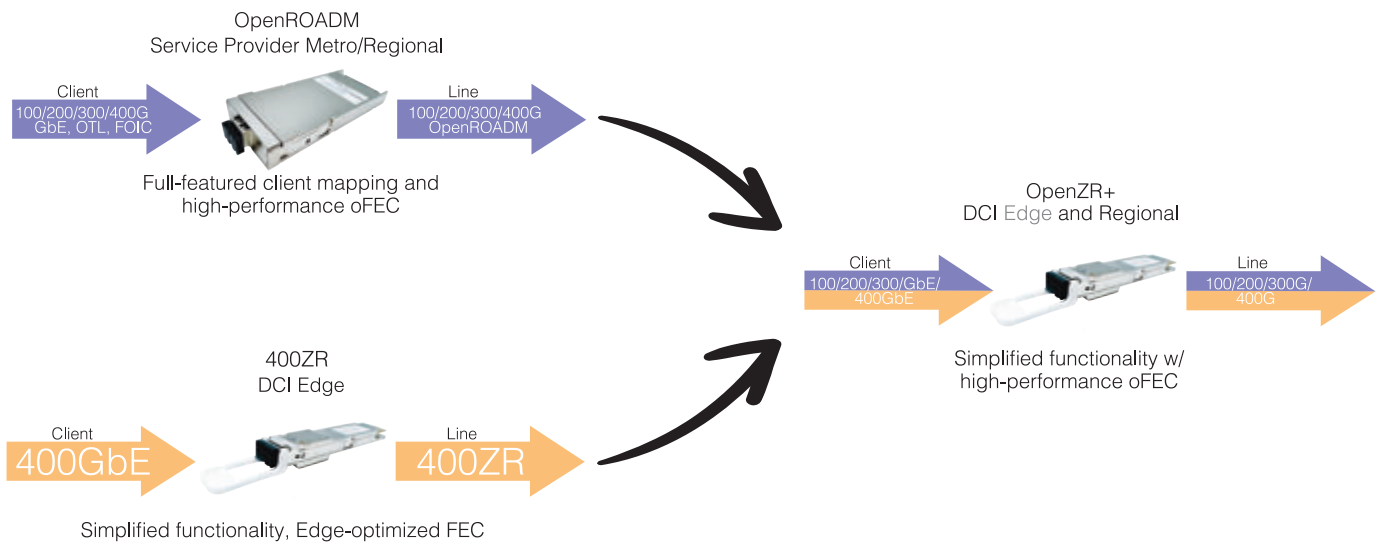 OpenROADM
Service Provider Metro/Regional
Client
100/200/300/400G
GbE, OTL, FOIC
Line
100/200/300/400G
OpenROADM
Full-featured client mapping and
high-performance oFEC
OpenZR+
DCI Edge and Regional
Client
100/200/300/GbE/
400GbE
Line
100/200/300G/
400G
Simplified functionality w/
high-performance oFEC
400ZR
DCI Edge
Client
400GbE
Line
400ZR
Simplified functionality, Edge-optimized FEC